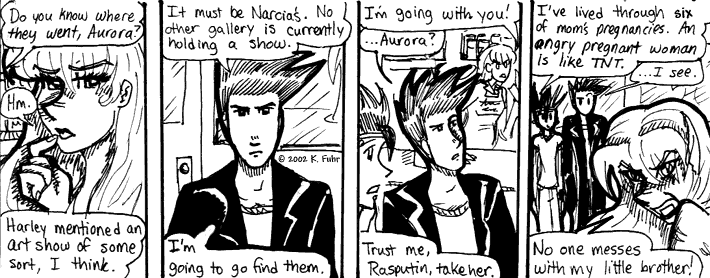 Do you know where
they went, Aurora?
Hm.
Harley mentioned an
art show of some
sort, I think.
It must be Narcia's. No
other gallery is currently
holding a show.
© 2002 K. Fuhr
I'm
going to go find them.
I'm going with you!
...Aurora?
Trust me,
Rasputin, take her.
I've lived through six
of mom's pregnancies. An
angry pregnant woman
is like TNT.
...I see.
No one messes
with my little brother!